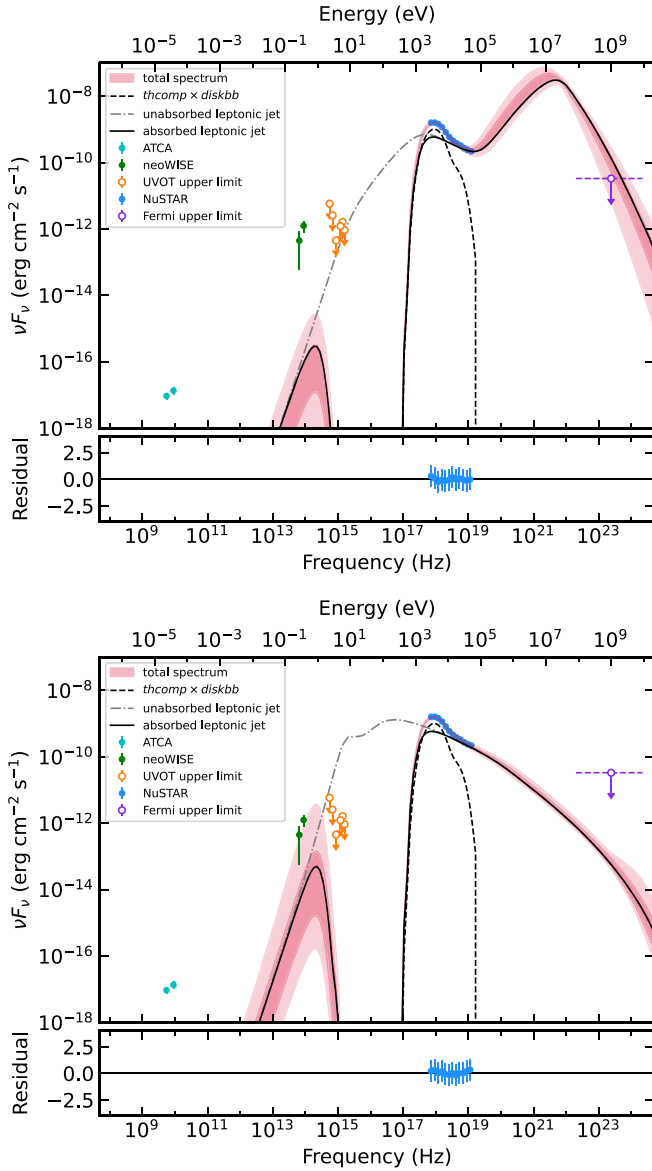 Energy (eV)
10⁻⁵ 10⁻³ 10⁻¹ 10¹ 10³ 10⁵ 10⁷ 10⁹
total spectrum
thcomp × diskbb
unabsorbed leptonic jet
absorbed leptonic jet
ATCA
neoWISE
UVOT upper limit
NuSTAR
Fermi upper limit
νFν (erg cm⁻² s⁻¹)
10⁻⁸
10⁻¹⁰
10⁻¹²
10⁻¹⁴
10⁻¹⁶
10⁻¹⁸
Residual
2.5
0.0
−2.5
10⁹ 10¹¹ 10¹³ 10¹⁵ 10¹⁷ 10¹⁹ 10²¹ 10²³
Frequency (Hz)
Energy (eV)
10⁻⁵ 10⁻³ 10⁻¹ 10¹ 10³ 10⁵ 10⁷ 10⁹
total spectrum
thcomp × diskbb
unabsorbed leptonic jet
absorbed leptonic jet
ATCA
neoWISE
UVOT upper limit
NuSTAR
Fermi upper limit
νFν (erg cm⁻² s⁻¹)
10⁻⁸
10⁻¹⁰
10⁻¹²
10⁻¹⁴
10⁻¹⁶
10⁻¹⁸
Residual
2.5
0.0
−2.5
10⁹ 10¹¹ 10¹³ 10¹⁵ 10¹⁷ 10¹⁹ 10²¹ 10²³
Frequency (Hz)